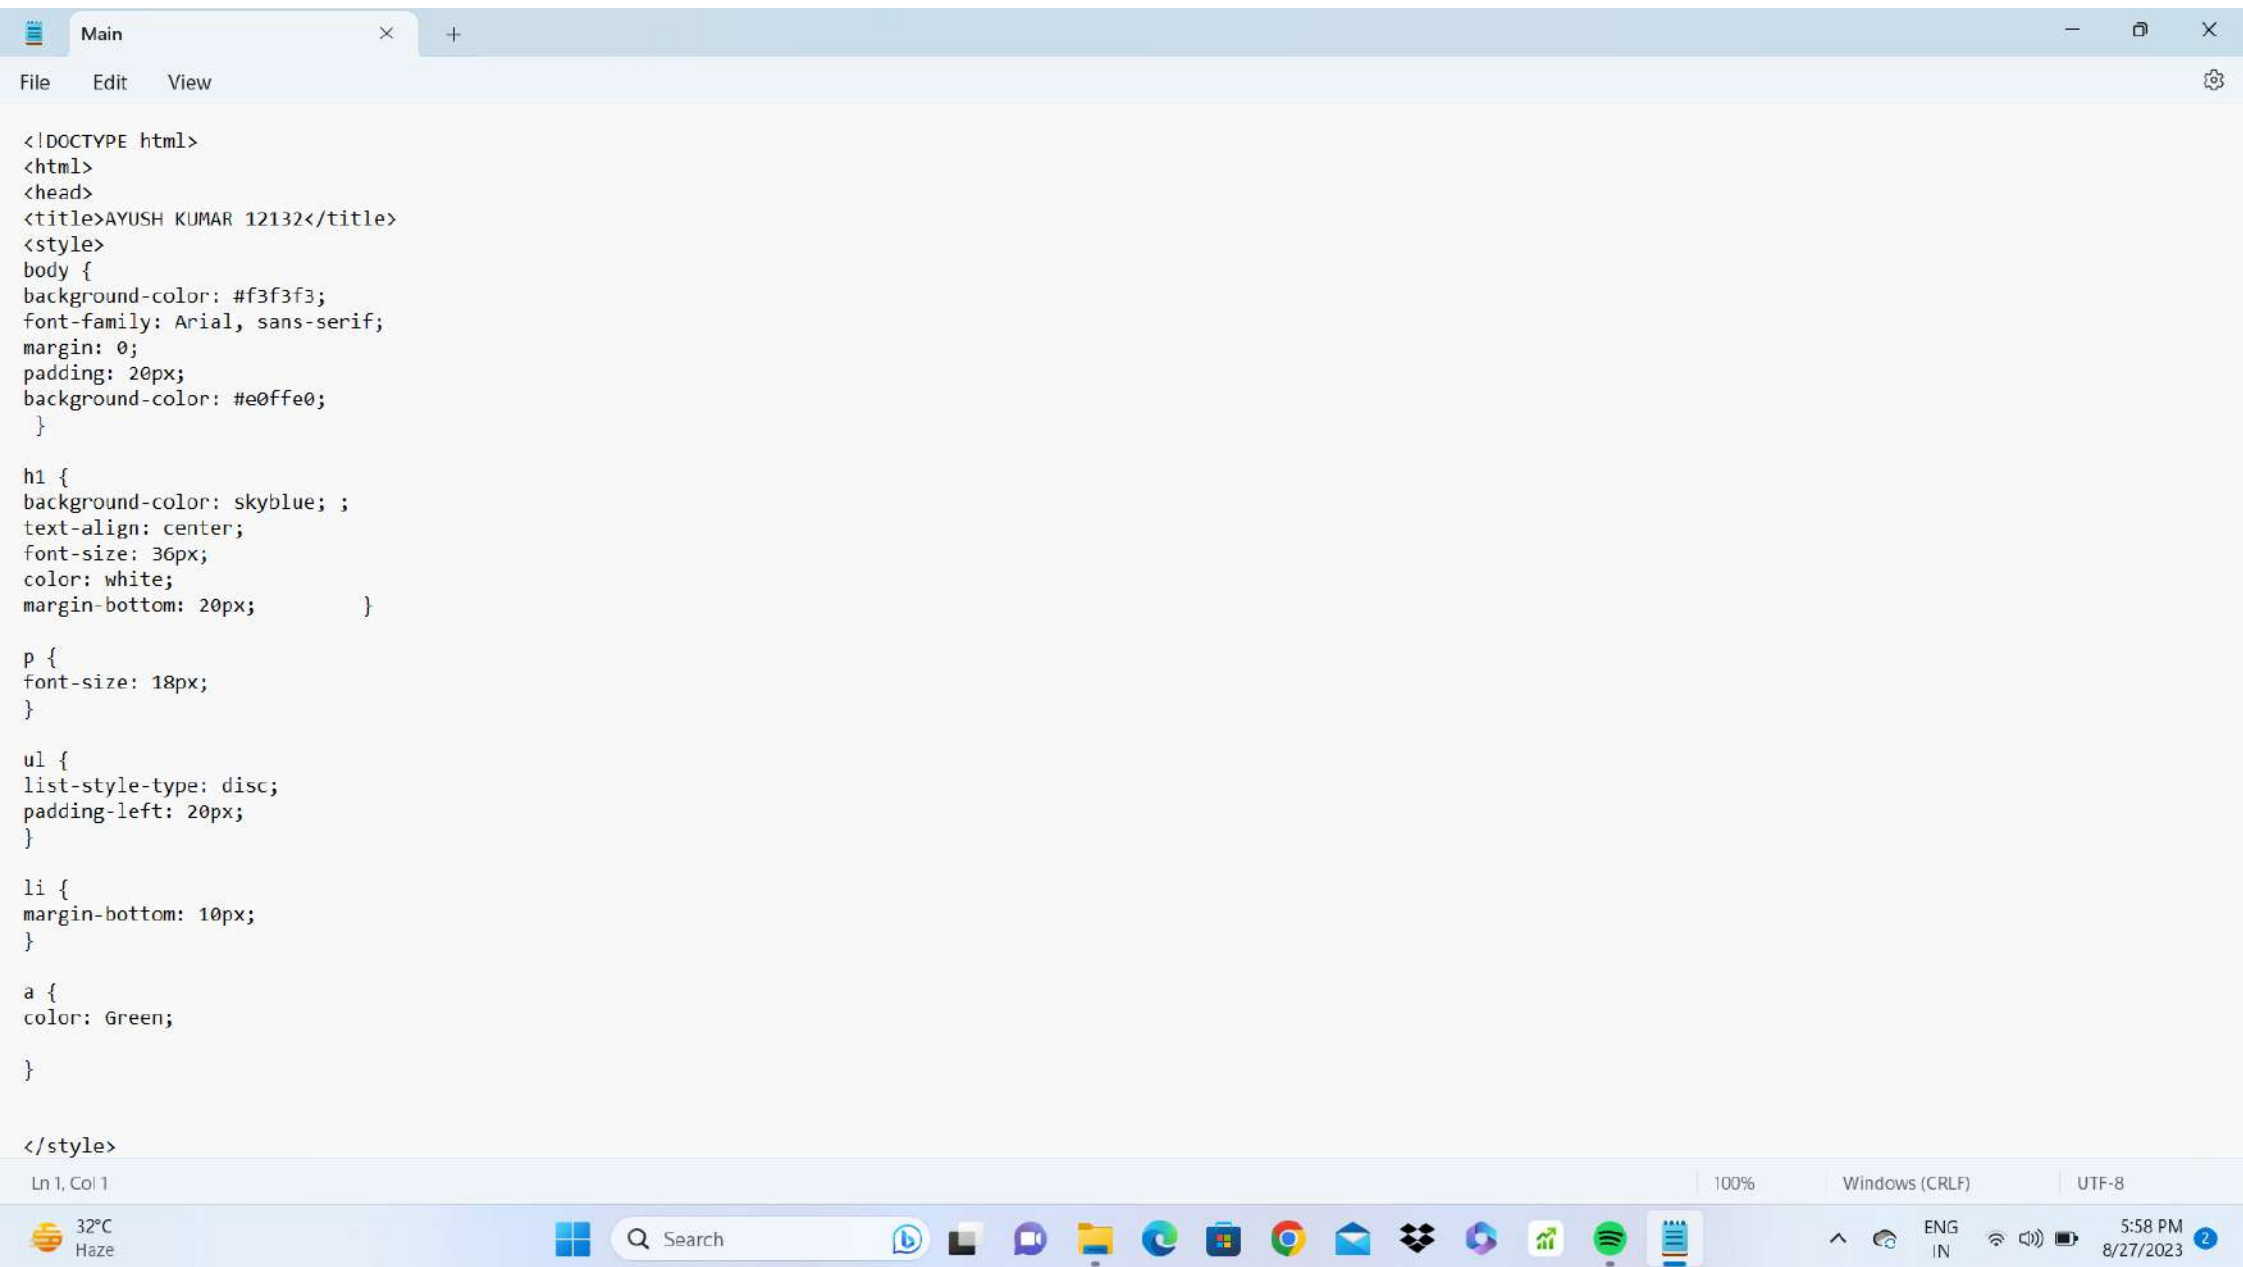 Main
File Edit View
<!DOCTYPE html>
<html>
<head>
<title>AYUSH KUMAR 12132</title>
<style>
body {
background-color: #f3f3f3;
font-family: Arial, sans-serif;
margin: 0;
padding: 20px;
background-color: #e0ffe0;
 }

h1 {
background-color: skyblue; ;
text-align: center;
font-size: 36px;
color: white;
margin-bottom: 20px;         }

p {
font-size: 18px;
}

ul {
list-style-type: disc;
padding-left: 20px;
}

li {
margin-bottom: 10px;
}

a {
color: Green;

}

</style>
Ln 1, Col 1 100% Windows (CRLF) UTF-8
32°C
Haze
Search
ENG
IN
5:58 PM
8/27/2023
2